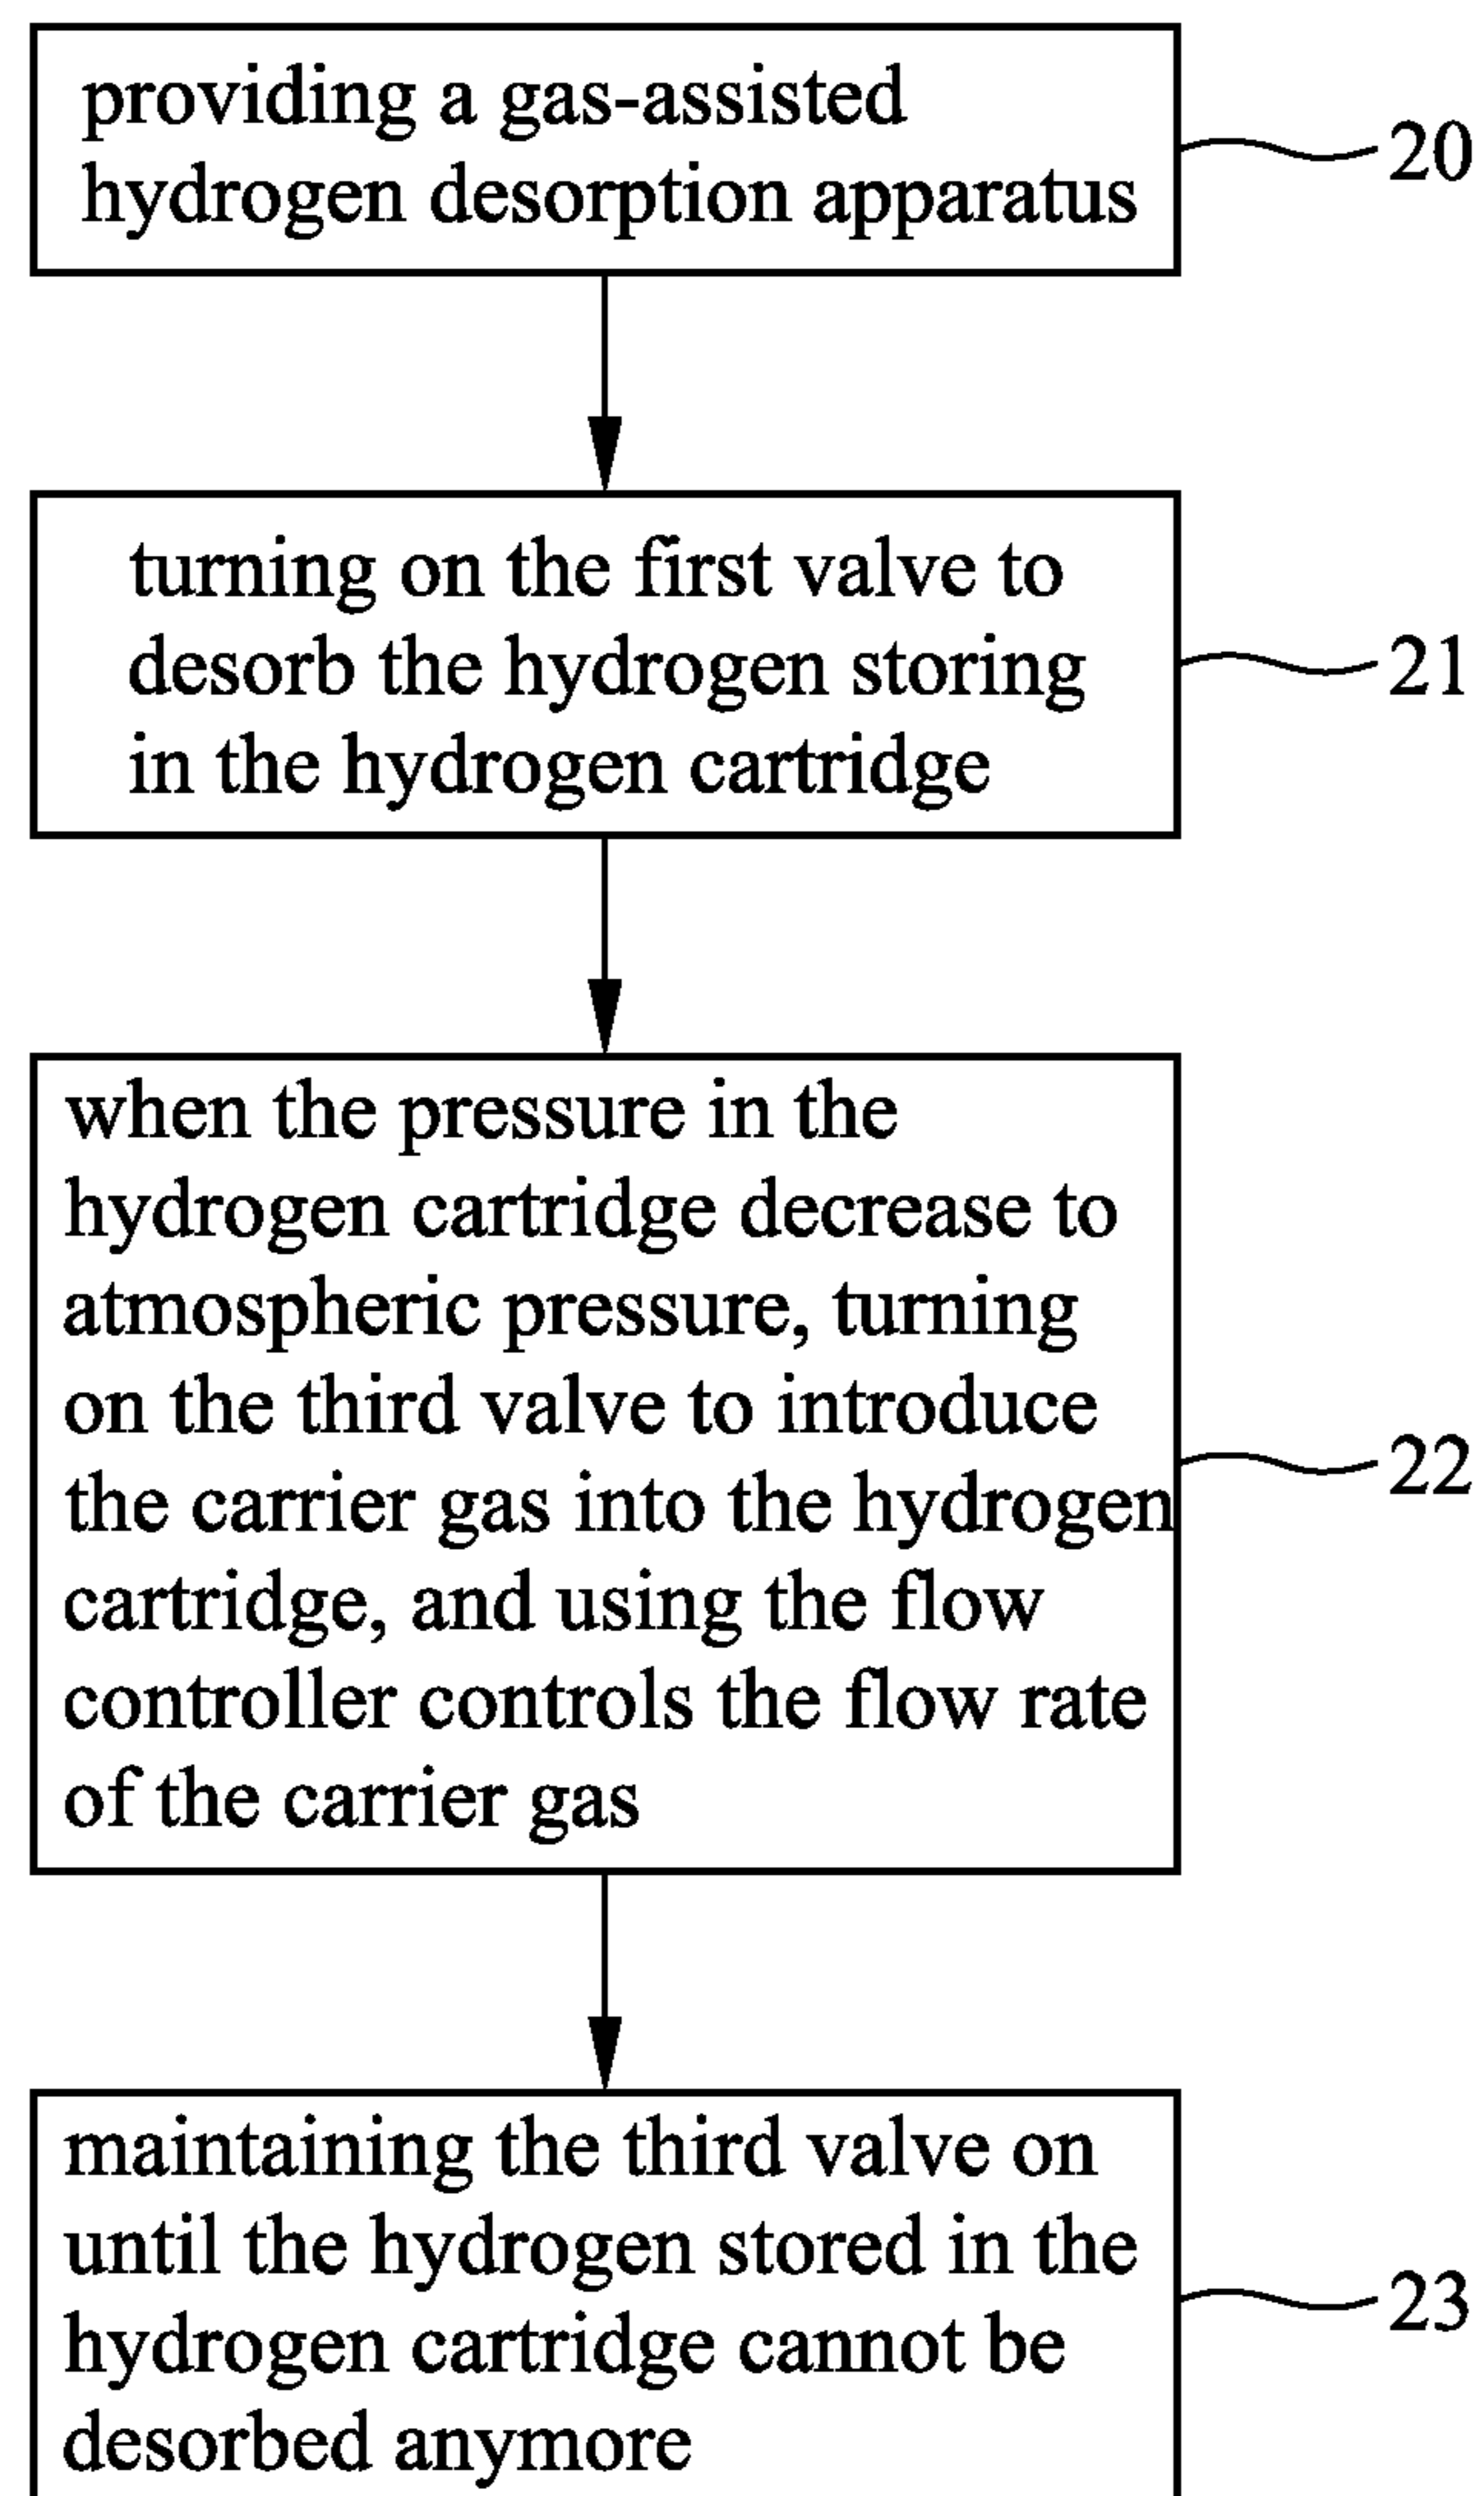 providing a gas-assisted
hydrogen desorption apparatus
20
turning on the first valve to
desorb the hydrogen storing
in the hydrogen cartridge
21
when the pressure in the
hydrogen cartridge decrease to
atmospheric pressure, turning
on the third valve to introduce
the carrier gas into the hydrogen
cartridge, and using the flow
controller controls the flow rate
of the carrier gas
22
maintaining the third valve on
until the hydrogen stored in the
hydrogen cartridge cannot be
desorbed anymore
23